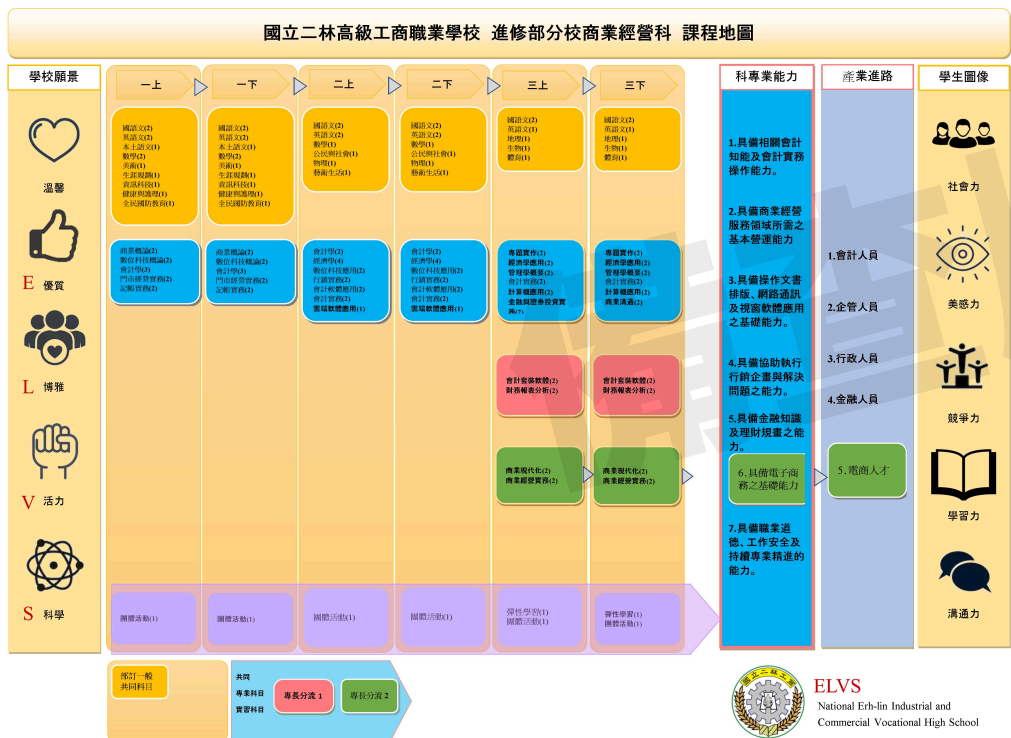 國立二林高級工商職業學校 進修部分校商業經營科 課程地圖
學校願景
溫馨
E 優質
L 博雅
V 活力
S 科學
一上
國語文(2)
英語文(2)
本土語文(1)
數學(2)
美術(1)
生涯規劃(1)
資訊科技(1)
健康與護理(1)
全民國防教育(1)
商業概論(2)
數位科技概論(2)
會計學(3)
門市經營實務(2)
記帳實務(2)
團體活動(1)
一下
國語文(2)
英語文(2)
本土語文(1)
數學(2)
美術(1)
生涯規劃(1)
資訊科技(1)
健康與護理(1)
全民國防教育(1)
商業概論(2)
數位科技概論(2)
會計學(3)
門市經營實務(2)
記帳實務(2)
團體活動(1)
二上
國語文(2)
英語文(2)
數學(1)
公民與社會(1)
物理(1)
藝術生活(1)
會計學(2)
經濟學(4)
數位科技應用(2)
行銷實務(2)
會計軟體應用(2)
會計實務(2)
雲端軟體應用(1)
團體活動(1)
二下
國語文(2)
英語文(2)
數學(1)
公民與社會(1)
物理(1)
藝術生活(1)
會計學(2)
經濟學(4)
數位科技應用(2)
行銷實務(2)
會計軟體應用(2)
會計實務(2)
雲端軟體應用(1)
團體活動(1)
三上
國語文(2)
英語文(1)
地理(1)
生物(1)
體育(1)
專題實作(2)
經濟學應用(2)
管理學概要(2)
會計實務(2)
計算機應用(2)
金融與證券投資實
務(2)
會計套裝軟體(2)
財務報表分析(2)
商業現代化(2)
商業經營實務(2)
彈性學習(1)
團體活動(1)
三下
國語文(2)
英語文(1)
地理(1)
生物(1)
體育(1)
專題實作(2)
經濟學應用(2)
管理學概要(2)
會計實務(2)
計算機應用(2)
商業溝通(2)
會計套裝軟體(2)
財務報表分析(2)
商業現代化(2)
商業經營實務(2)
彈性學習(1)
團體活動(1)
科專業能力
1.具備相關會計
知能及會計實務
操作能力。
2.具備商業經營
服務領域所需之
基本營運能力
3.具備操作文書
排版、網路通訊
及視窗軟體應用
之基礎能力。
4.具備協助執行
行銷企畫與解決
問題之能力。
5.具備金融知識
及理財規畫之能
力。
6.具備電子商
務之基礎能力
7.具備職業道
德、工作安全及
持續專業精進的
能力。
產業進路
1.會計人員
2.企管人員
3.行政人員
4.金融人員
5.電商人才
學生圖像
社會力
美感力
競爭力
學習力
溝通力
部訂一般
共同科目
共同
專業科目
實習科目
專長分流 1
專長分流 2
國立二林工商
ELVS
National Erh-lin Industrial and
Commercial Vocational High School